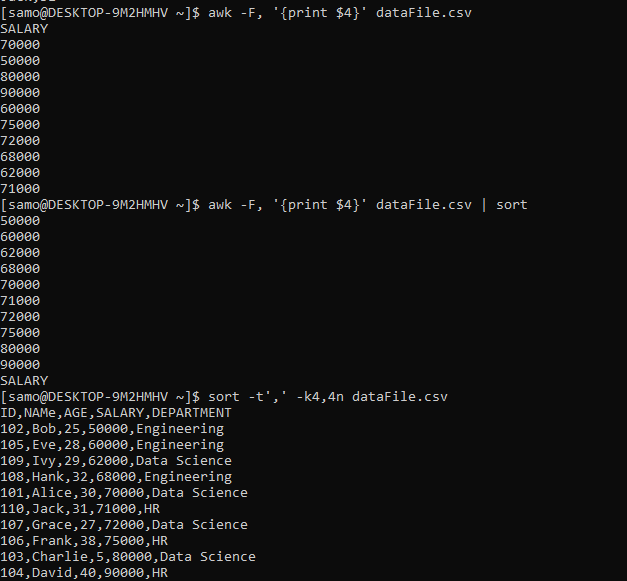 [samo@DESKTOP-9M2HMHV ~]$ awk -F, '{print $4}' dataFile.csv
SALARY
70000
50000
80000
90000
60000
75000
72000
68000
62000
71000
[samo@DESKTOP-9M2HMHV ~]$ awk -F, '{print $4}' dataFile.csv | sort
50000
60000
62000
68000
70000
71000
72000
75000
80000
90000
SALARY
[samo@DESKTOP-9M2HMHV ~]$ sort -t',' -k4,4n dataFile.csv
ID,NAMe,AGE,SALARY,DEPARTMENT
102,Bob,25,50000,Engineering
105,Eve,28,60000,Engineering
109,Ivy,29,62000,Data Science
108,Hank,32,68000,Engineering
101,Alice,30,70000,Data Science
110,Jack,31,71000,HR
107,Grace,27,72000,Data Science
106,Frank,38,75000,HR
103,Charlie,5,80000,Data Science
104,David,40,90000,HR